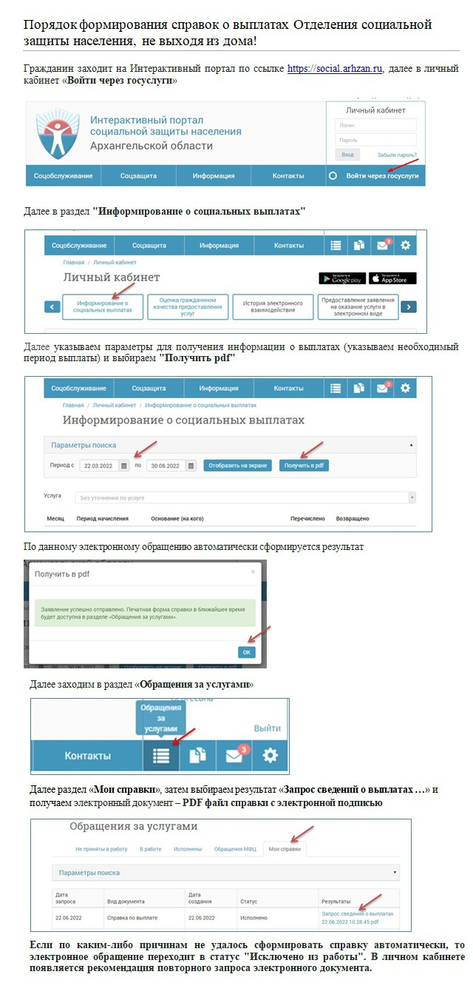 Порядок формирования справок о выплатах Отделения социальной
защиты населения, не выходя из дома!
Гражданин заходит на Интерактивный портал по ссылке https://social.arhzan.ru, далее в личный
кабинет «Войти через госуслуги»
Интерактивный портал
социальной защиты населения
Архангельской области
Личный кабинет
Логин
Пароль
Вход
Забыли пароль?
Соцобслуживание
Соцзащита
Информация
Контакты
Войти через госуслуги
Далее в раздел "Информирование о социальных выплатах"
Соцобслуживание
Соцзащита
Информация
Контакты
3
Главная / Личный кабинет
Личный кабинет
Загрузите в
Google play
Загрузите в
App Store
Информирование о
социальных выплатах
Оценка гражданином
качества предоставления
услуг
История электронного
взаимодействия
Предоставление заявления
на оказание услуги в
электронном виде
Далее указываем параметры для получения информации о выплатах (указываем необходимый
период выплаты) и выбираем "Получить pdf"
Соцобслуживание
Соцзащита
Информация
Контакты
3
Главная / Личный кабинет / Информирование о социальных выплатах
Информирование о социальных выплатах
Параметры поиска
Период с
22.03.2022
по
30.06.2022
Отобразить на экране
Получить в pdf
Услуга
Без уточнения по услуге
Месяц
Период начисления
Основание (на кого)
Перечислено
Возвращено
По данному электронному обращению автоматически сформируется результат
Получить в pdf
×
Заявление успешно отправлено. Печатная форма справки в ближайшее время
будет доступна в разделе «Обращения за услугами».
OK
Далее заходим в раздел «Обращения за услугами»
Обращения
за
услугами
Выйти
Контакты
3
Далее раздел «Мои справки», затем выбираем результат «Запрос сведений о выплатах …» и
получаем электронный документ – PDF файл справки с электронной подписью
Обращения за услугами
Не приняты в работу
В работе
Исполнены
Обращения МФЦ
Мои справки
Параметры поиска
Дата
запроса
Вид документа
Дата
создания
Статус
Результаты
22.06.2022
Справка по выплате
22.06.2022
Исполнено
Запрос сведений о выплатах
22.06.2022 10.28.45.pdf
Если по каким-либо причинам не удалось сформировать справку автоматически, то
электронное обращение переходит в статус "Исключено из работы". В личном кабинете
появляется рекомендация повторного запроса электронного документа.